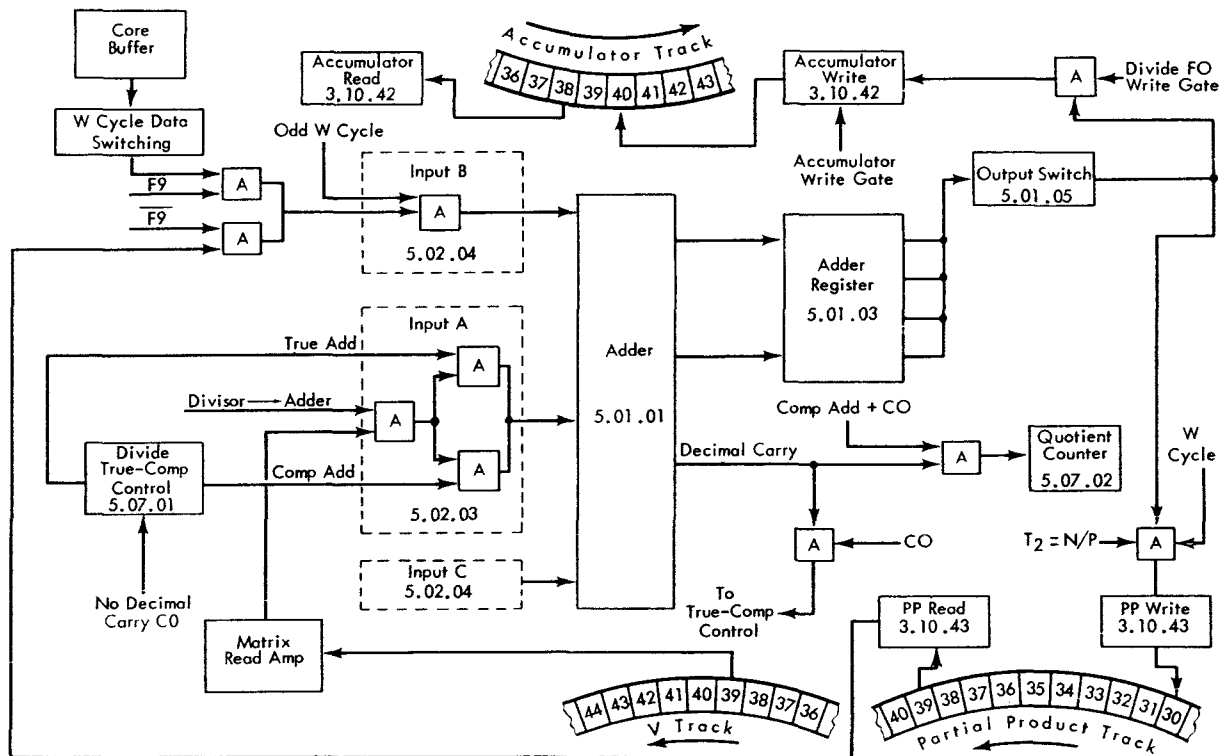 Core
Buffer
W Cycle Data
Switching
F9
A
F9
A
Accumulator
Read
3.10.42
Odd W Cycle
Input B
A
5.02.04
Accumulator Track
36 37 38 39 40 41 42 43
Accumulator
Write
3.10.42
Accumulator
Write Gate
A
Divide FO
Write Gate
Output Switch
5.01.05
Adder
Register
5.01.03
Adder
5.01.01
Input A
True Add
A
Divisor → Adder
A
Divide
True-Comp
Control
5.07.01
Comp Add
A
5.02.03
No Decimal
Carry C0
Input C
5.02.04
Matrix
Read Amp
Comp Add + CO
Decimal Carry
A
Quotient
Counter
5.07.02
W
Cycle
A
CO
To
True-Comp
Control
T2 = N/P
A
PP Read
3.10.43
PP Write
3.10.43
44 43 42 41 40 39 38 37 36
V Track
40 39 38 37 36 35 34 33 32 31 30
Partial Product Track